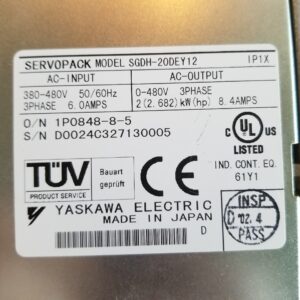 SERVOPACK MODEL SGDH-20DEY12 IP1X
AC-INPUT AC-OUTPUT
380-480V 50/60Hz 0-480V 3PHASE
3PHASE 6.0AMPS 2(2.682)kW(hp) 8.4AMPS
O/N 1P0848-8-5
S/N D0024C327130005
C UL US
LISTED
IND. CONT. EQ.
61Y1
TÜV
PRODUCT SERVICE
Bauart
geprüft
CE
YASKAWA ELECTRIC
MADE IN JAPAN
D
INSP
D '02.4
PASS